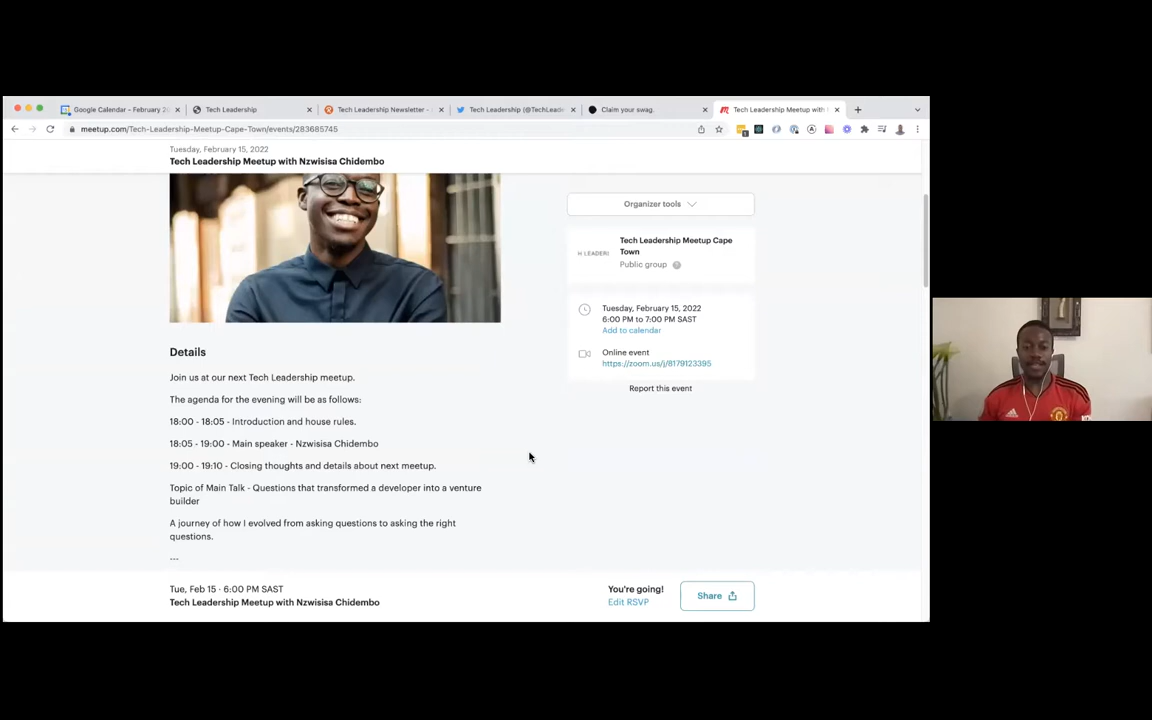 Google Calendar - February 20
Tech Leadership
Tech Leadership Newsletter -
Tech Leadership (@TechLeade
Claim your swag.
Tech Leadership Meetup with
meetup.com/Tech-Leadership-Meetup-Cape-Town/events/283685745
Tuesday, February 15, 2022
Tech Leadership Meetup with Nzwisisa Chidembo
Organizer tools
H LEADERI
Tech Leadership Meetup Cape
Town
Public group
Tuesday, February 15, 2022
6:00 PM to 7:00 PM SAST
Add to calendar
Online event
https://zoom.us/j/8179123395
Report this event
Details
Join us at our next Tech Leadership meetup.
The agenda for the evening will be as follows:
18:00 - 18:05 - Introduction and house rules.
18:05 - 19:00 - Main speaker - Nzwisisa Chidembo
19:00 - 19:10 - Closing thoughts and details about next meetup.
Topic of Main Talk - Questions that transformed a developer into a venture
builder
A journey of how I evolved from asking questions to asking the right
questions.
---
Tue, Feb 15 · 6:00 PM SAST
Tech Leadership Meetup with Nzwisisa Chidembo
You're going!
Edit RSVP
Share